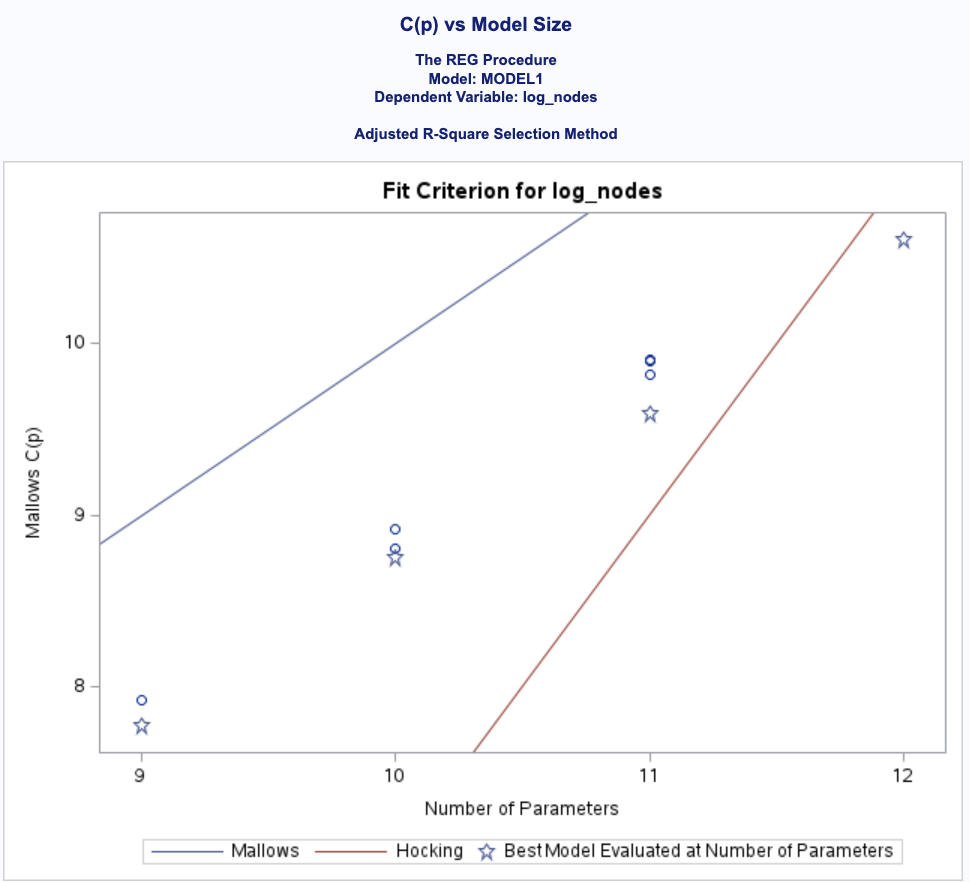 C(p) vs Model Size
The REG Procedure
Model: MODEL1
Dependent Variable: log_nodes
Adjusted R-Square Selection Method
Fit Criterion for log_nodes
10
9
8
Mallows C(p)
9 10 11 12
Number of Parameters
Mallows Hocking Best Model Evaluated at Number of Parameters